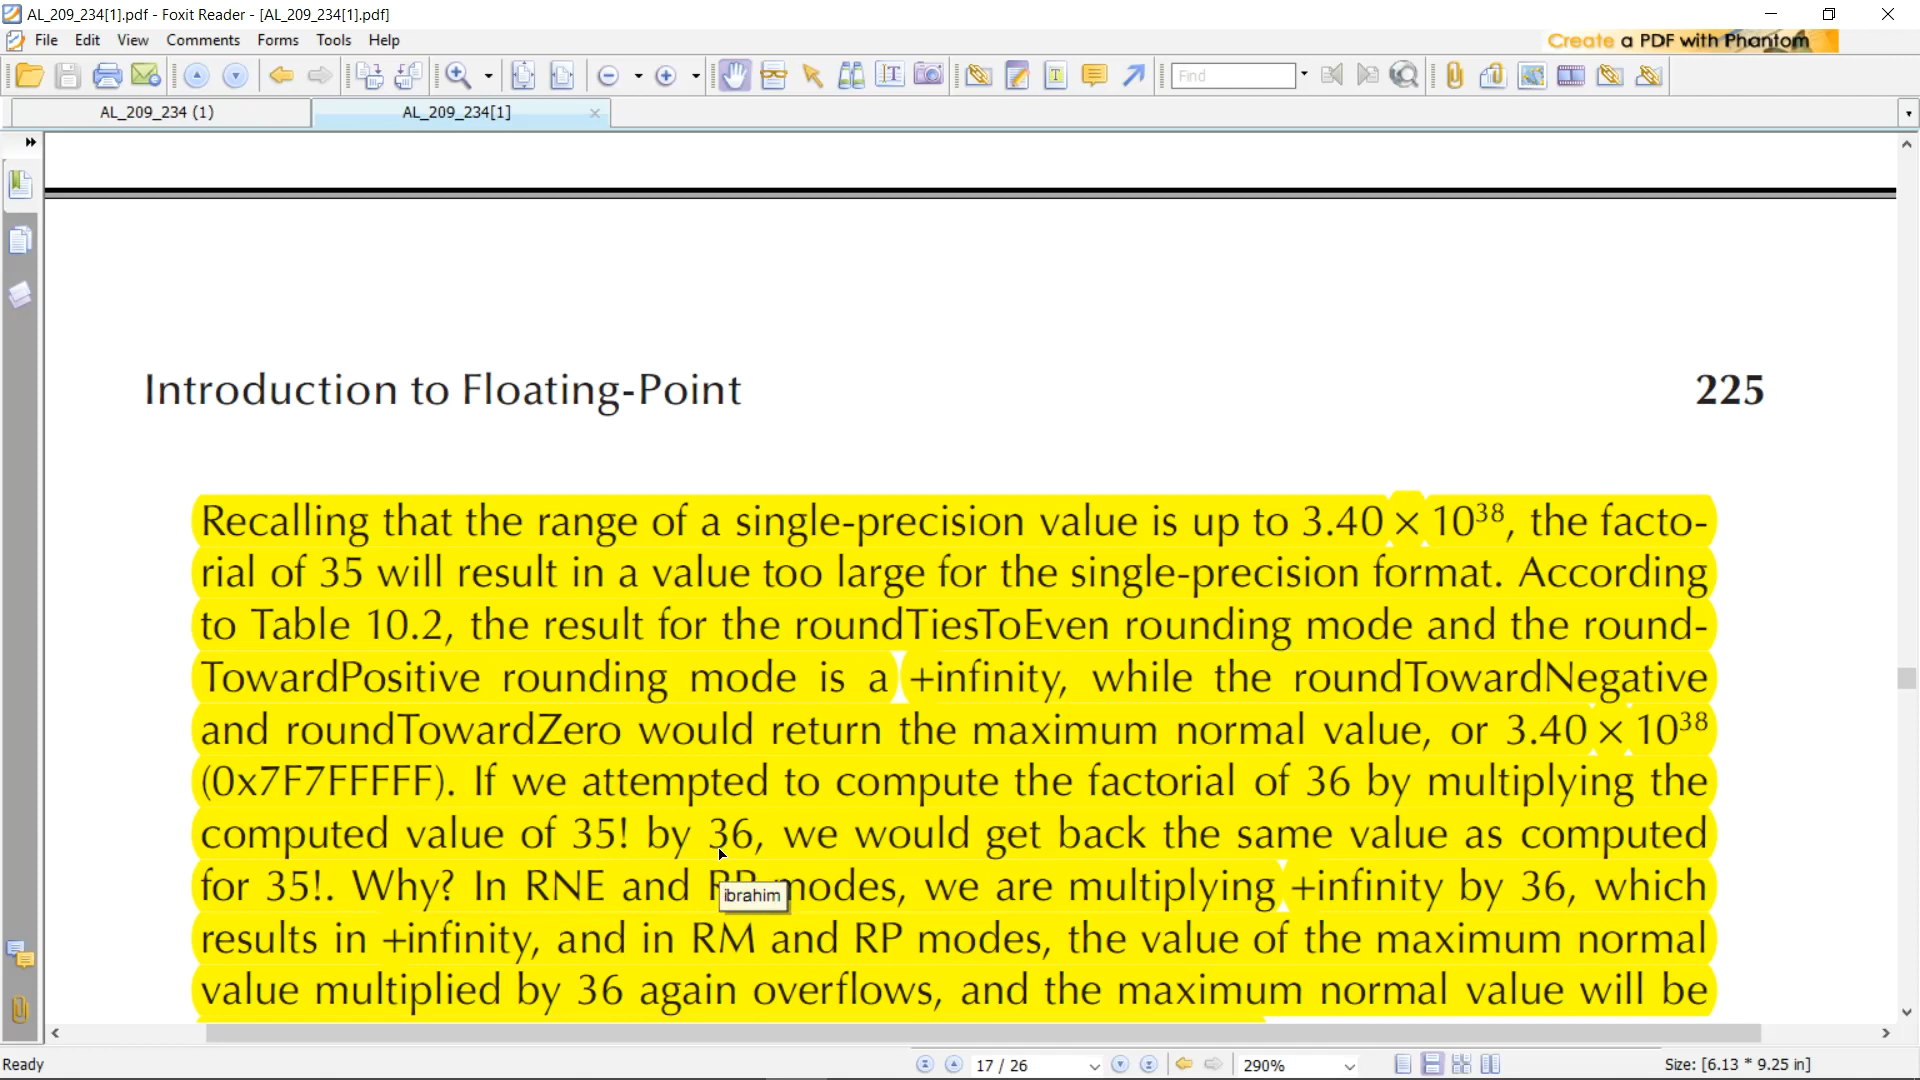 AL_209_234[1].pdf - Foxit Reader - [AL_209_234[1].pdf]
File Edit View Comments Forms Tools Help
Create a PDF with Phantom
Find
AL_209_234 (1) AL_209_234[1]
Introduction to Floating-Point 225
Recalling that the range of a single-precision value is up to 3.40 × 10³⁸, the facto-
rial of 35 will result in a value too large for the single-precision format. According
to Table 10.2, the result for the roundTiesToEven rounding mode and the round-
TowardPositive rounding mode is a +infinity, while the roundTowardNegative
and roundTowardZero would return the maximum normal value, or 3.40 × 10³⁸
(0x7F7FFFFF). If we attempted to compute the factorial of 36 by multiplying the
computed value of 35! by 36, we would get back the same value as computed
for 35!. Why? In RNE and modes, we are multiplying +infinity by 36, which
ibrahim
results in +infinity, and in RM and RP modes, the value of the maximum normal
value multiplied by 36 again overflows, and the maximum normal value will be
Ready 17 / 26 290% Size: [6.13 * 9.25 in]